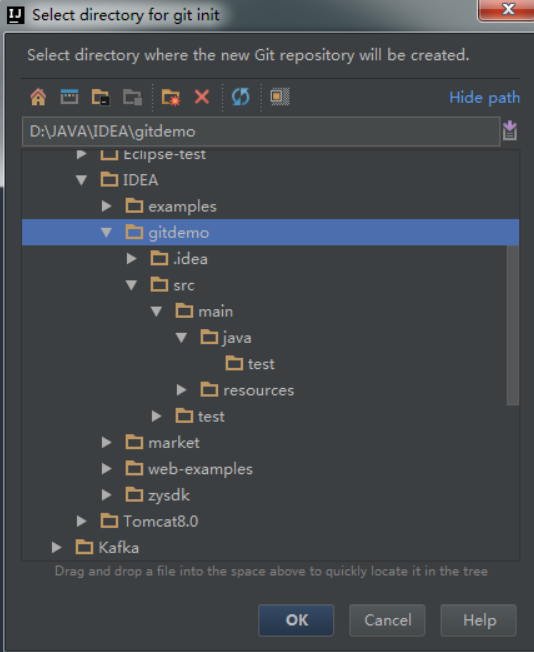 Select directory for git init
Select directory where the new Git repository will be created.
Hide path
D:\JAVA\IDEA\gitdemo
Eclipse-test
IDEA
examples
gitdemo
.idea
src
main
java
test
resources
test
market
web-examples
zysdk
Tomcat8.0
Kafka
Drag and drop a file into the space above to quickly locate it in the tree
OK Cancel Help